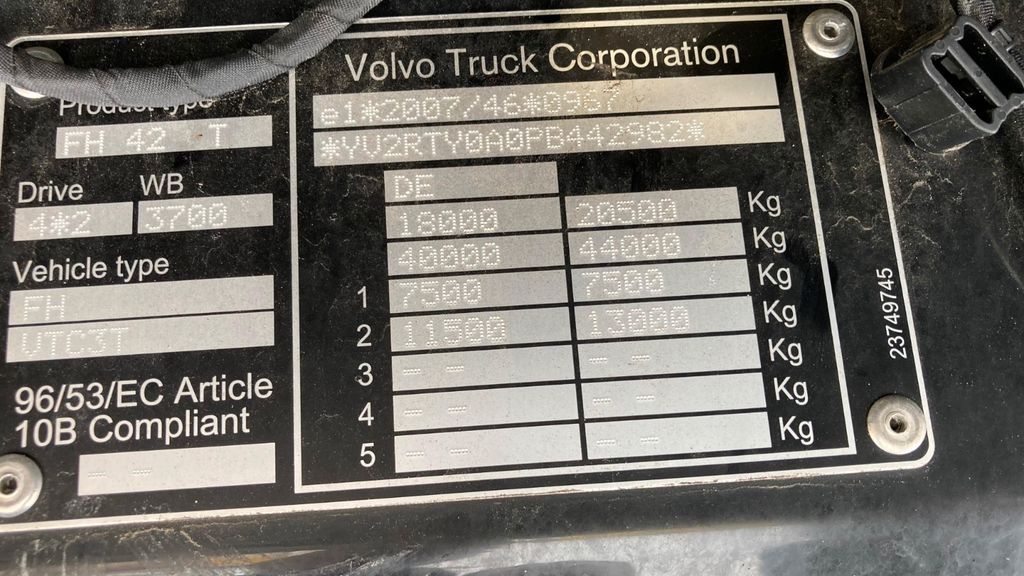 Product type
FH 42 T
Drive WB
4*2 3700
Vehicle type
FH
VTC3T
96/53/EC Article
10B Compliant
-- --
Volvo Truck Corporation
e1*2007/46*0967
*YV2RTY0A0PB442982*
DE
18000 20500 Kg
40000 44000 Kg
1 7500 7500 Kg
2 11500 13000 Kg
3 -- -- -- -- Kg
4 -- -- -- -- Kg
5 -- -- -- -- Kg
23749745